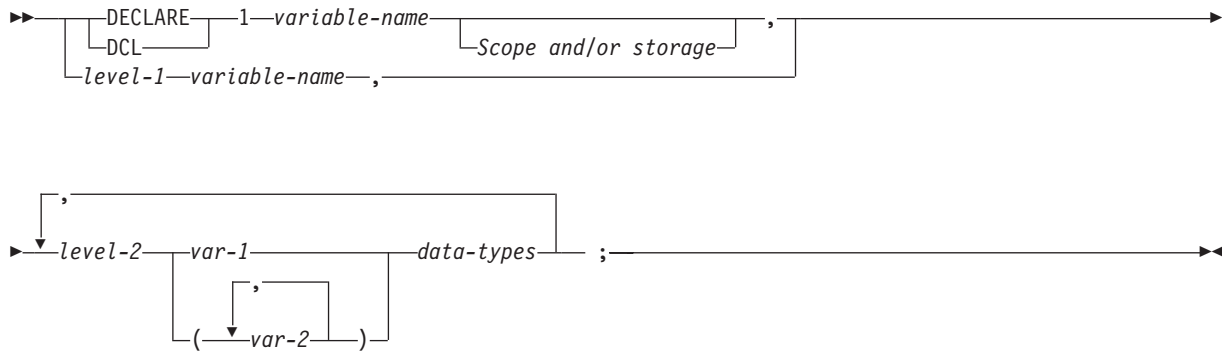 DECLARE 1 variable-name ,
DCL Scope and/or storage
level-1 variable-name ,
,
level-2 var-1 data-types ;
,
( var-2 )